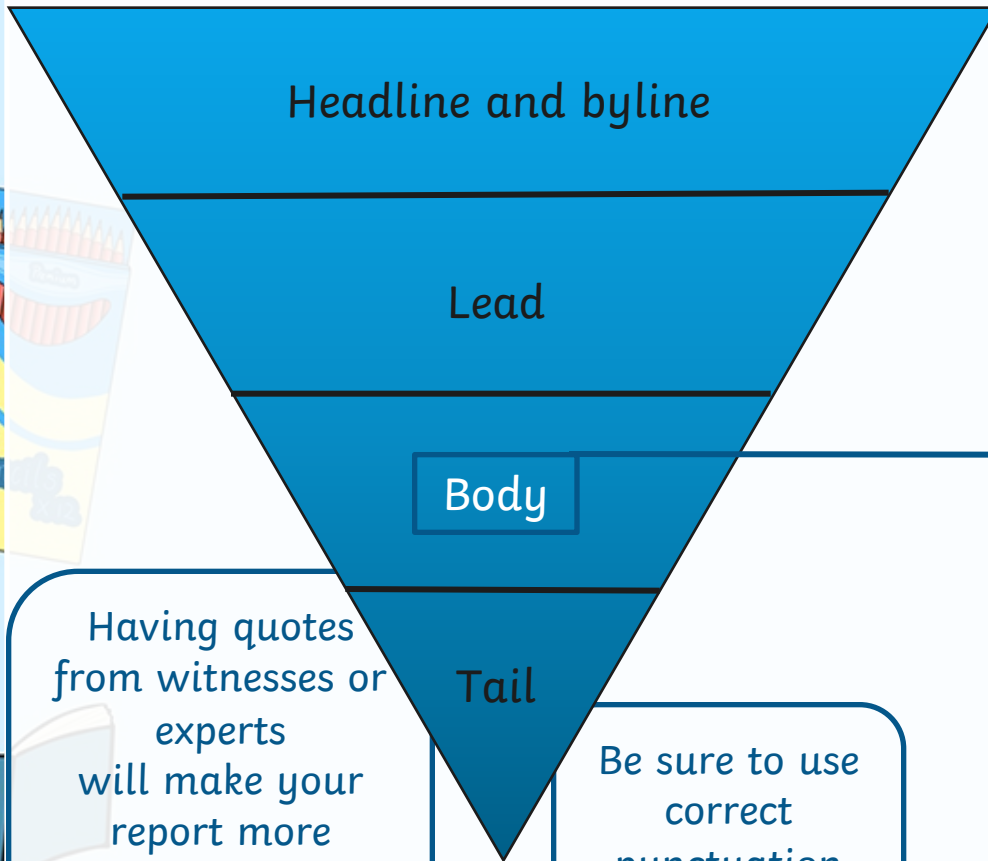 Headline and byline
Lead
Body
Tail
Having quotes
from witnesses or
experts
will make your
report more
Be sure to use
correct
punctuation